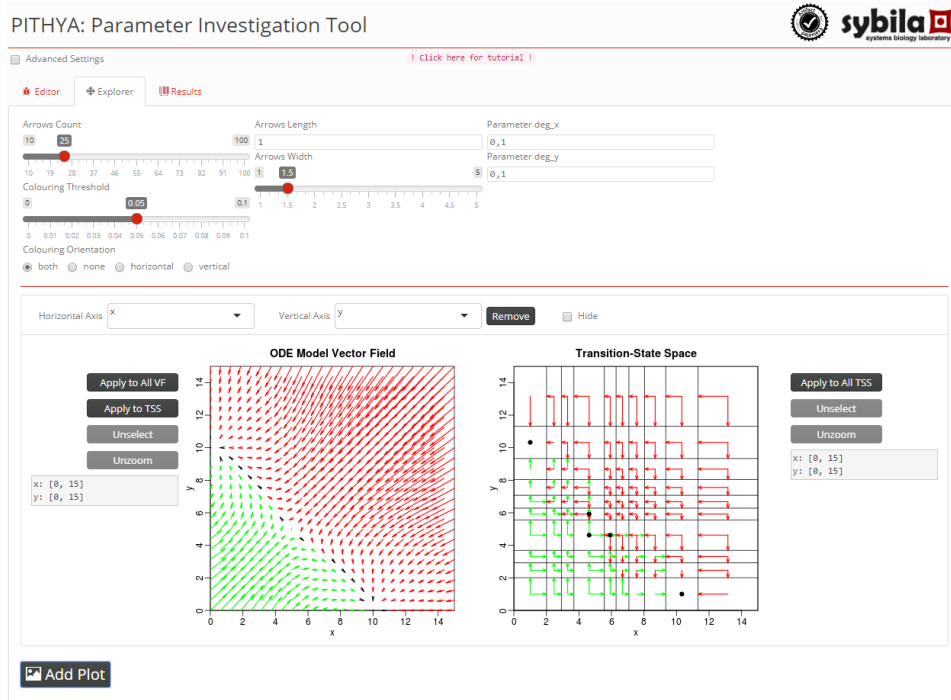 PITHYA: Parameter Investigation Tool
sybila
systems biology laboratory
Advanced Settings
! Click here for tutorial !
Editor
Explorer
Results
Arrows Count
10 25 100
10 19 28 37 46 55 64 73 82 91 100
Colouring Threshold
0 0.05 0.1
0 0.01 0.02 0.03 0.04 0.05 0.06 0.07 0.08 0.09 0.1
Colouring Orientation
both none horizontal vertical
Arrows Length
1
Arrows Width
1 1.5 5
1 1.5 2 2.5 3 3.5 4 4.5 5
Parameter deg_x
0,1
Parameter deg_y
0,1
Horizontal Axis x
Vertical Axis y
Remove
Hide
Apply to All VF
Apply to TSS
Unselect
Unzoom
x: [0, 15]
y: [0, 15]
ODE Model Vector Field
14
12
10
8
6
4
2
0
y
0 2 4 6 8 10 12 14
x
Transition-State Space
14
12
10
8
6
4
2
0
y
0 2 4 6 8 10 12 14
x
Apply to All TSS
Unselect
Unzoom
x: [0, 15]
y: [0, 15]
Add Plot